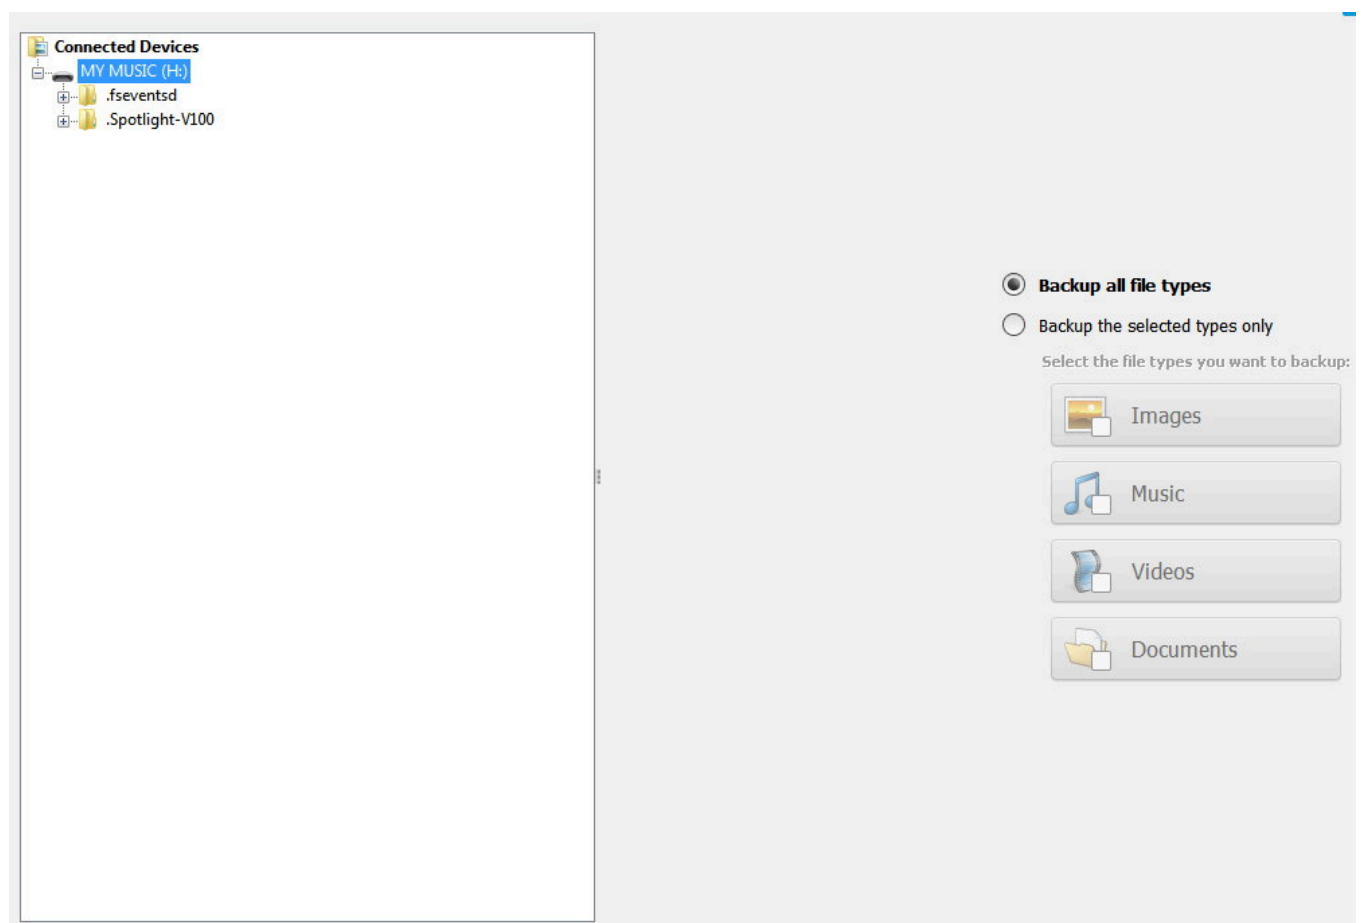 Connected Devices
MY MUSIC (H:)
.fseventsd
.Spotlight-V100
Backup all file types
Backup the selected types only
Select the file types you want to backup:
Images
Music
Videos
Documents